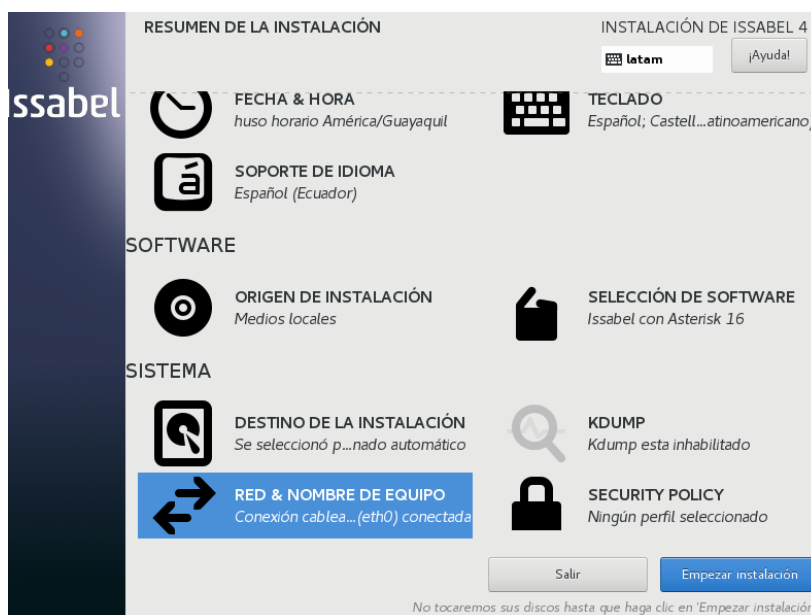 RESUMEN DE LA INSTALACIÓN
INSTALACIÓN DE ISSABEL 4
latam
¡Ayuda!
Issabel
FECHA & HORA
huso horario América/Guayaquil
TECLADO
Español; Castell...atinoamericano)
SOPORTE DE IDIOMA
Español (Ecuador)
SOFTWARE
ORIGEN DE INSTALACIÓN
Medios locales
SELECCIÓN DE SOFTWARE
Issabel con Asterisk 16
SISTEMA
DESTINO DE LA INSTALACIÓN
Se seleccionó p...nado automático
KDUMP
Kdump esta inhabilitado
RED & NOMBRE DE EQUIPO
Conexión cablea...(eth0) conectada
SECURITY POLICY
Ningún perfil seleccionado
Salir
Empezar instalación
No tocaremos sus discos hasta que haga clic en 'Empezar instalació